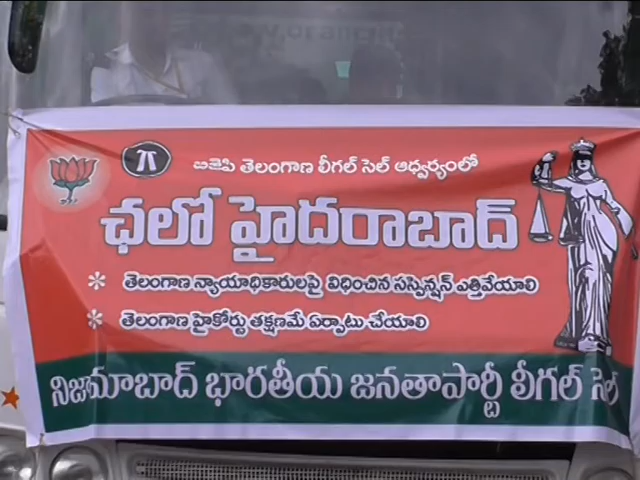 బిజెపి తెలంగాణ లీగల్ సెల్ ఆధ్వర్యంలో
ఛలో హైదరాబాద్
* తెలంగాణ న్యాయాధికారులపై విధించిన సస్పెన్షన్ ఎత్తివేయాలి
* తెలంగాణ హైకోర్టు తక్షణమే ఏర్పాటు చేయాలి
నిజామాబాద్ భారతీయ జనతాపార్టీ లీగల్ సెల్